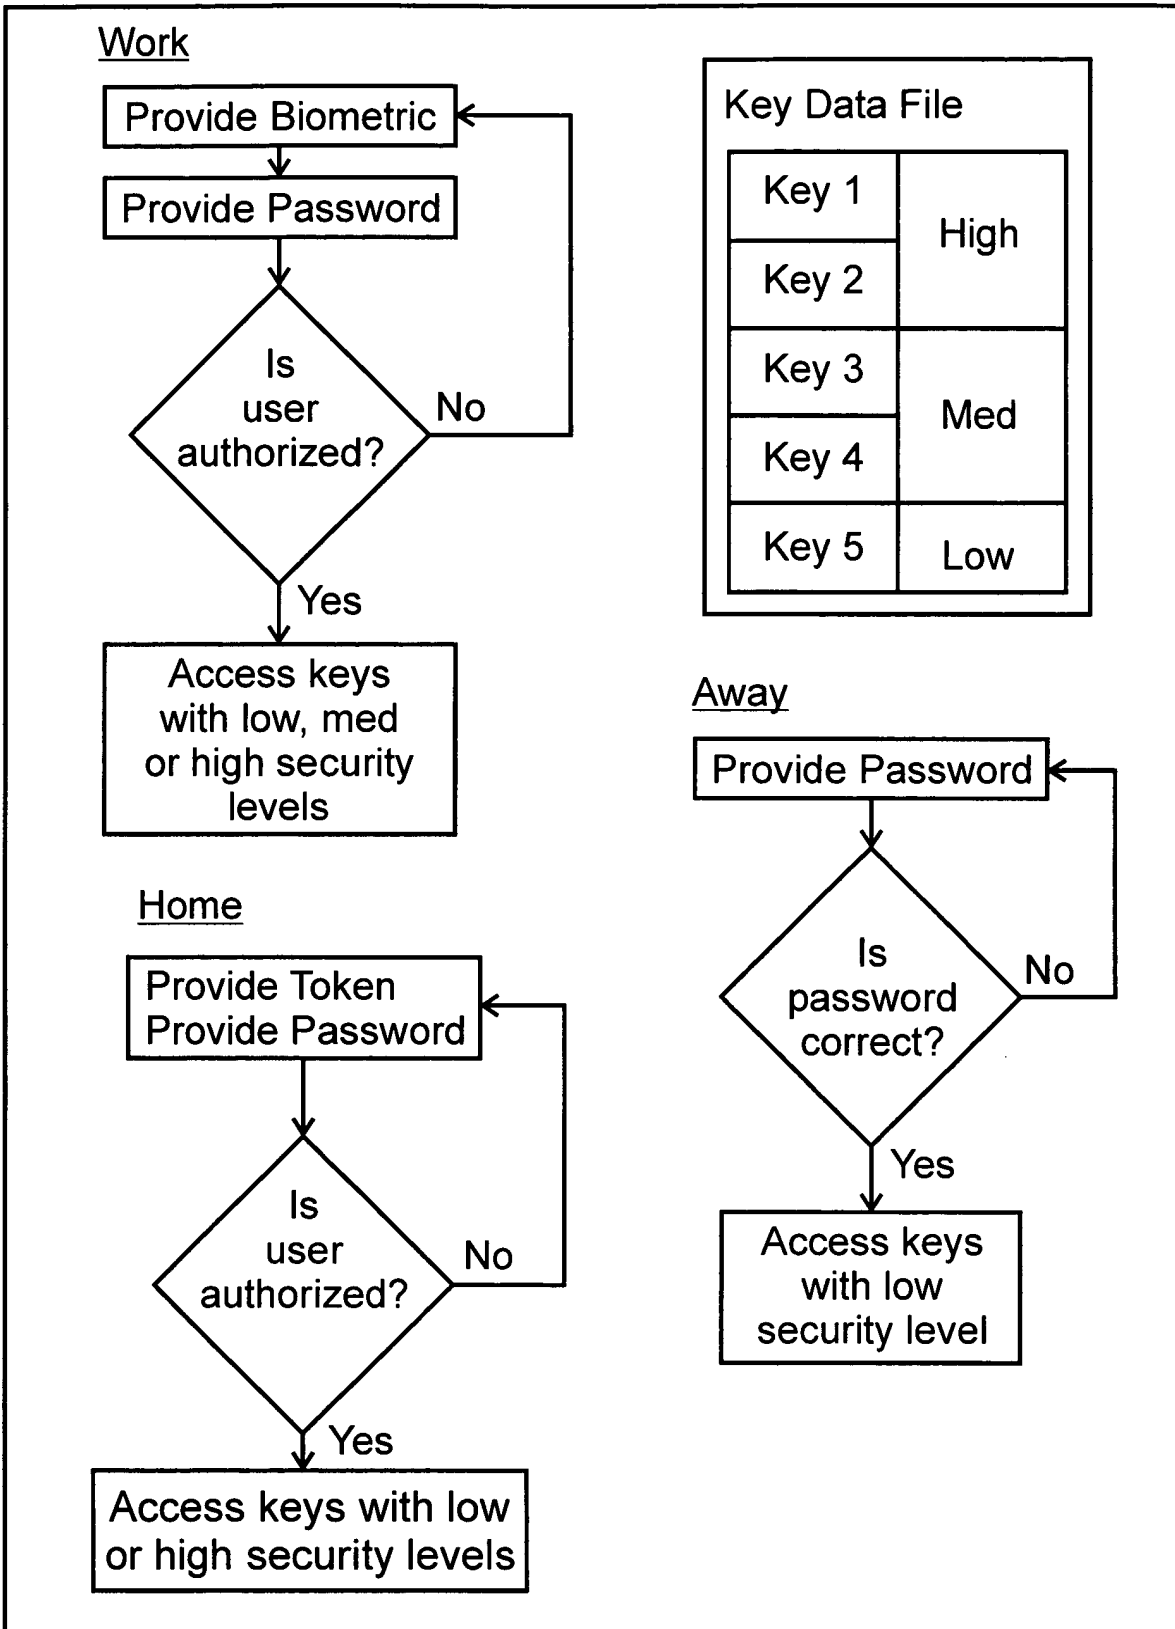 Work
Provide Biometric
Provide Password
Is
user
authorized?
No
Yes
Access keys
with low, med
or high security
levels
Key Data File
Key 1
High
Key 2
Key 3
Med
Key 4
Key 5
Low
Away
Provide Password
Is
password
correct?
No
Yes
Access keys
with low
security level
Home
Provide Token
Provide Password
Is
user
authorized?
No
Yes
Access keys with low
or high security levels